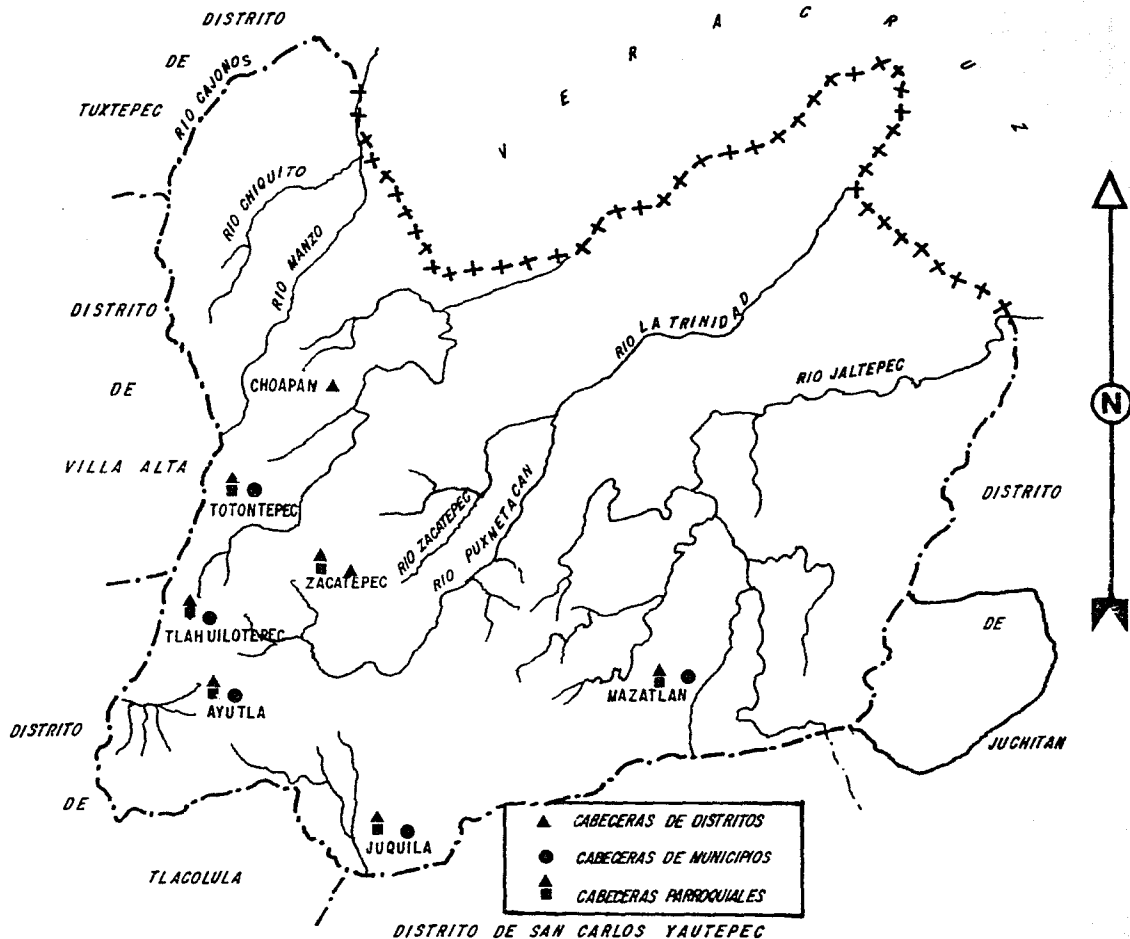 DISTRITO
DE
TUXTEPEC
RIO CAJONOS
VERACRUZ
RIO CHIQUITO
RIO MANZO
DISTRITO
DE
VILLA ALTA
RIO LA TRINIDAD
RIO JALTEPEC
CHOAPAN
N
TOTONTEPEC
DISTRITO
DE
JUCHITAN
RIO ZACATEPEC
RIO PUXMETACAN
ZACATEPEC
TLAHUILOTEPEC
MAZATLAN
AYUTLA
DISTRITO
DE
TLACOLULA
JUQUILA
CABECERAS DE DISTRITOS
CABECERAS DE MUNICIPIOS
CABECERAS PARROQUIALES
DISTRITO DE SAN CARLOS YAUTEPEC